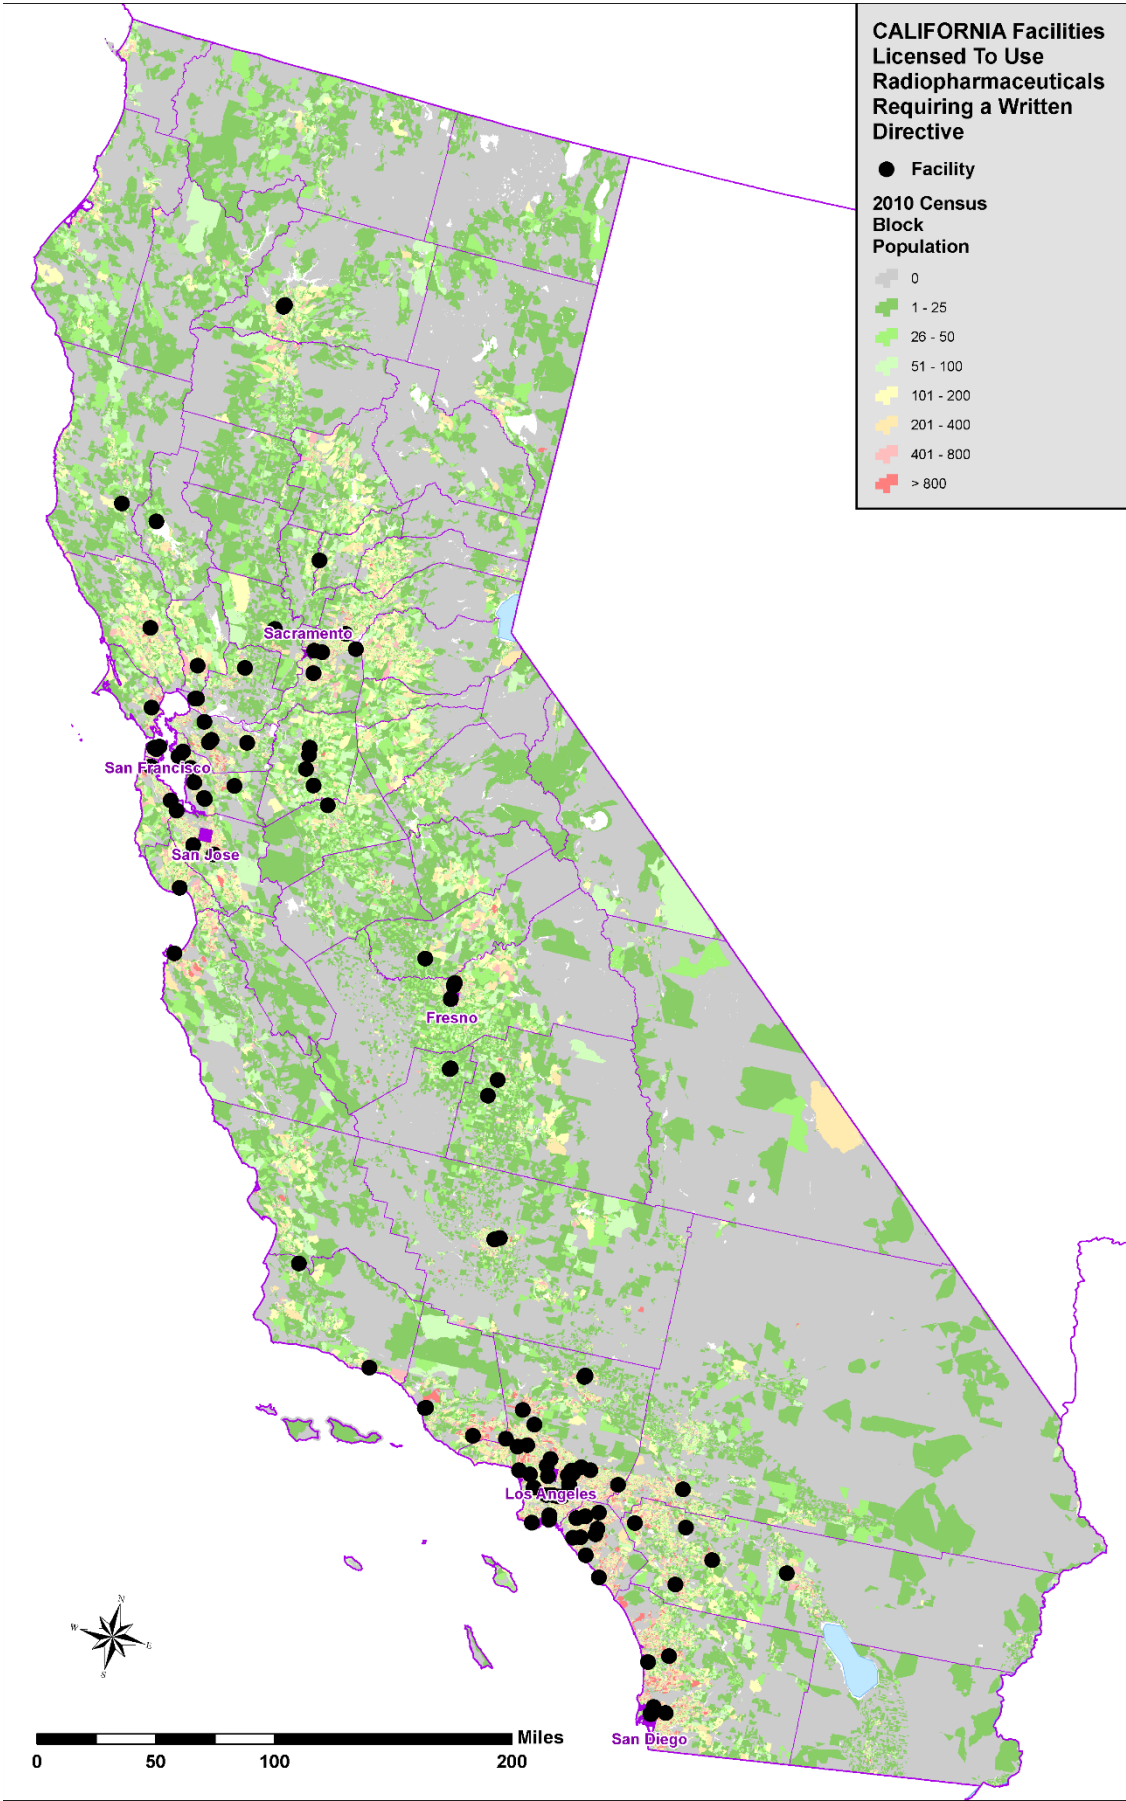 CALIFORNIA Facilities
Licensed To Use
Radiopharmaceuticals
Requiring a Written
Directive
Facility
2010 Census
Block
Population
0
1 - 25
26 - 50
51 - 100
101 - 200
201 - 400
401 - 800
> 800
Sacramento
San Francisco
San Jose
Fresno
Los Angeles
San Diego
N
W
E
S
Miles
0 50 100 200